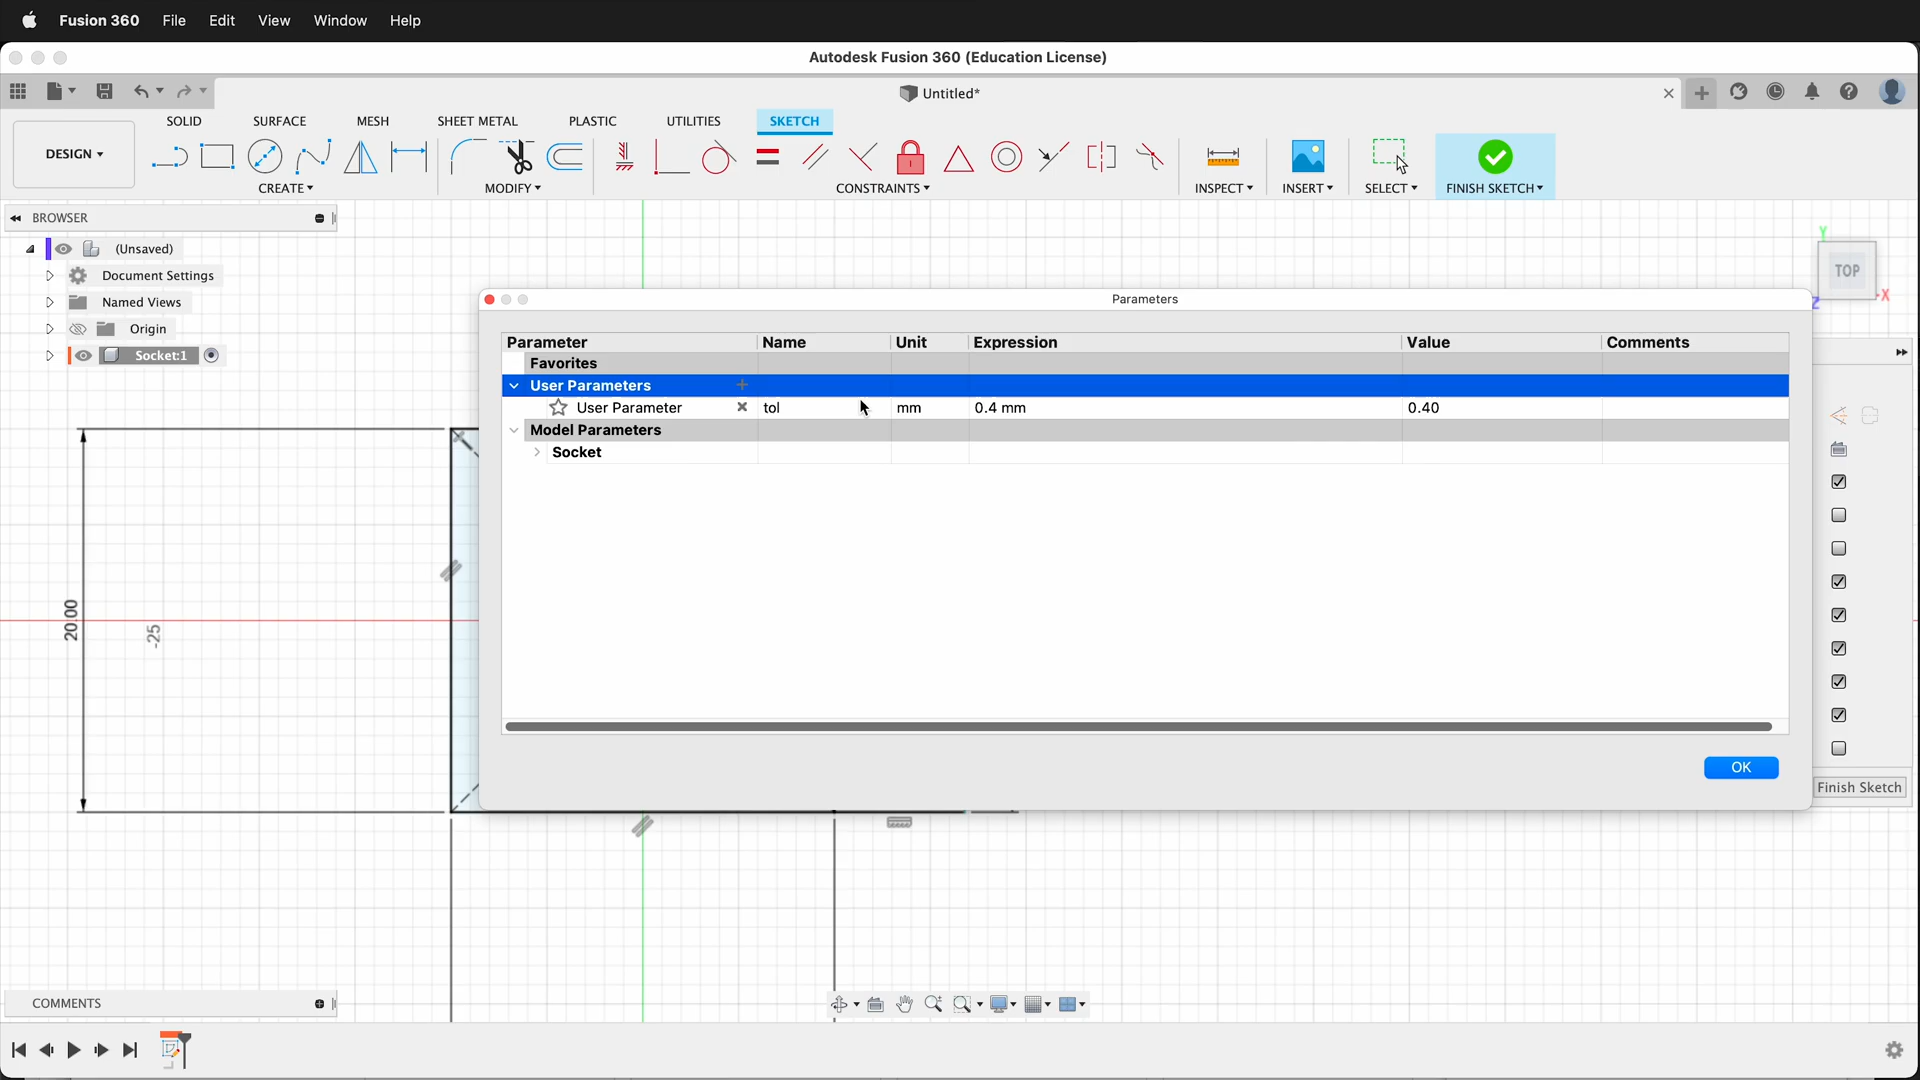 Fusion 360 File Edit View Window Help
Autodesk Fusion 360 (Education License)
Untitled*
DESIGN
SOLID SURFACE MESH SHEET METAL PLASTIC UTILITIES SKETCH
CREATE MODIFY CONSTRAINTS INSPECT INSERT SELECT FINISH SKETCH
BROWSER
(Unsaved)
Document Settings
Named Views
Origin
Socket:1
Y
TOP
X
Z
Parameters
Parameter Name Unit Expression Value Comments
Favorites
User Parameters
User Parameter tol mm 0.4 mm 0.40
Model Parameters
Socket
OK
20.00
-25
Finish Sketch
COMMENTS